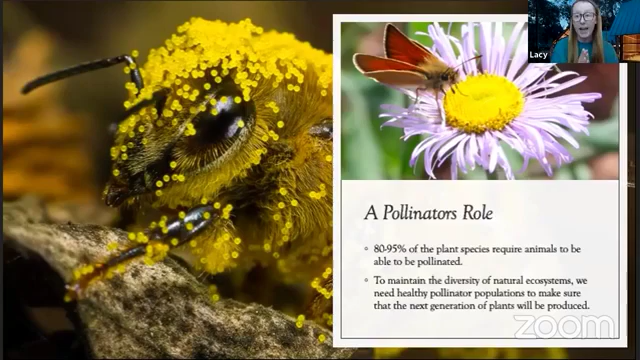 Lacy
A Pollinators Role
80-95% of the plant species require animals to be
able to be pollinated.
To maintain the diversity of natural ecosystems, we
need healthy pollinator populations to make sure
that the next generation of plants will be produced.
zoom